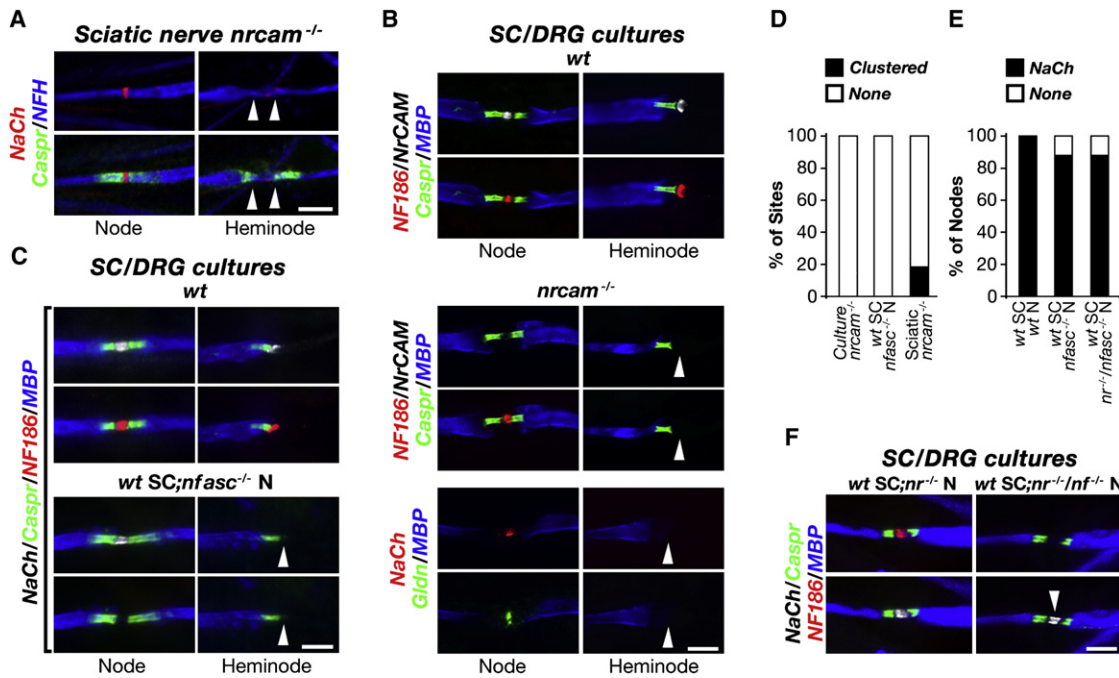 A
Sciatic nerve nrcam -/-
NaCh
Caspr/NFH
Node
Heminode
B
SC/DRG cultures
wt
NF186/NrCAM
Caspr/MBP
Node
Heminode
nrcam -/-
NF186/NrCAM
Caspr/MBP
NaCh
Gldn/MBP
Node
Heminode
C
SC/DRG cultures
wt
wt SC;nfasc-/- N
NaCh/Caspr/NF186/MBP
Node
Heminode
D
Clustered
None
% of Sites
100
80
60
40
20
0
Culture nrcam-/-
wt SC nfasc-/- N
Sciatic nrcam-/-
E
NaCh
None
% of Nodes
100
80
60
40
20
0
wt SC wt N
wt SC nfasc-/- N
wt SC nr-/-/nfasc-/- N
F
SC/DRG cultures
wt SC;nr-/- N
wt SC;nr-/-/nf-/- N
NaCh/Caspr
NF186/MBP